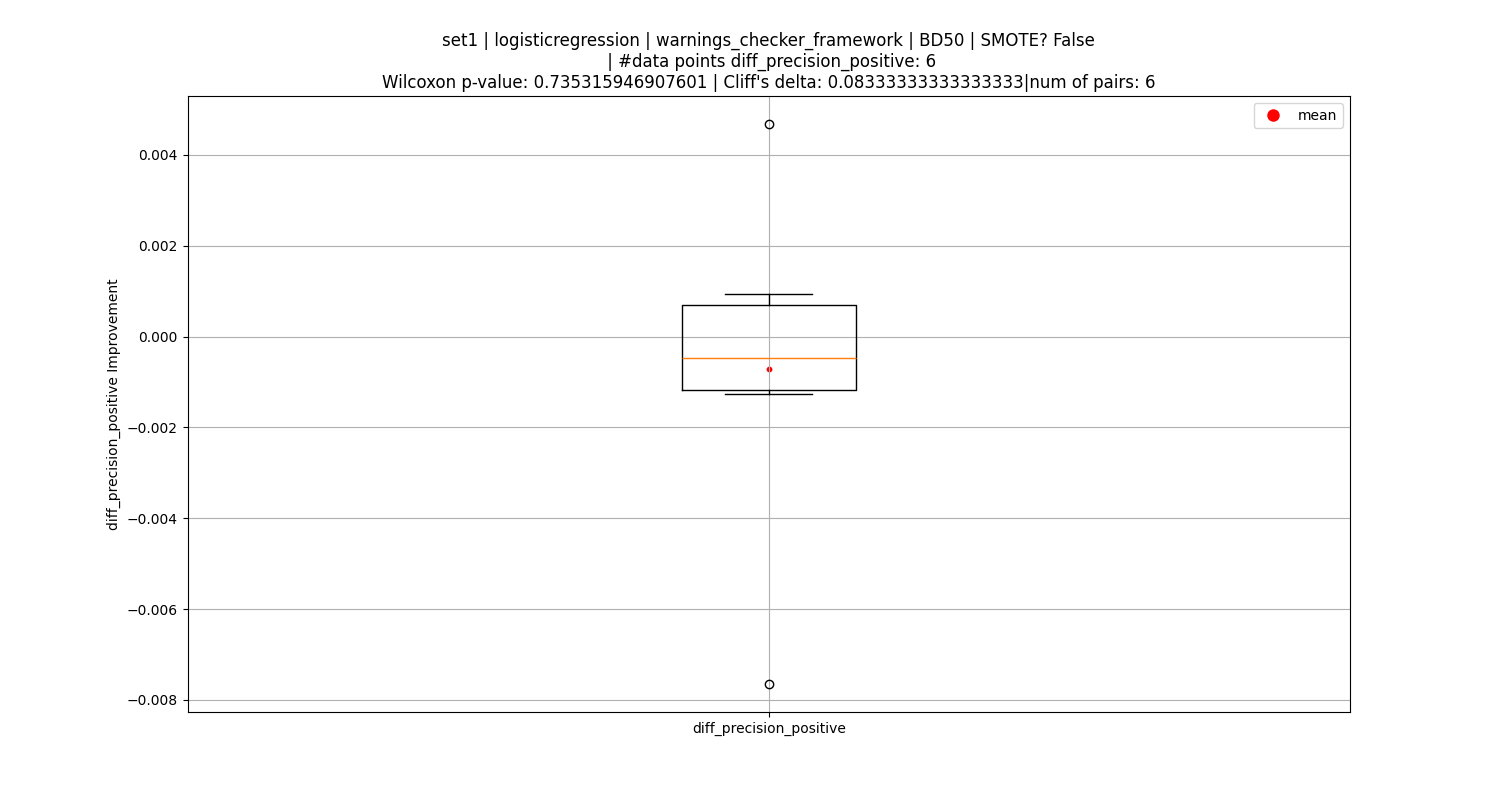 set1 | logisticregression | warnings_checker_framework | BD50 | SMOTE? False
| #data points diff_precision_positive: 6
Wilcoxon p-value: 0.735315946907601 | Cliff's delta: 0.08333333333333333|num of pairs: 6
mean
0.004
0.002
0.000
−0.002
−0.004
−0.006
−0.008
diff_precision_positive Improvement
diff_precision_positive